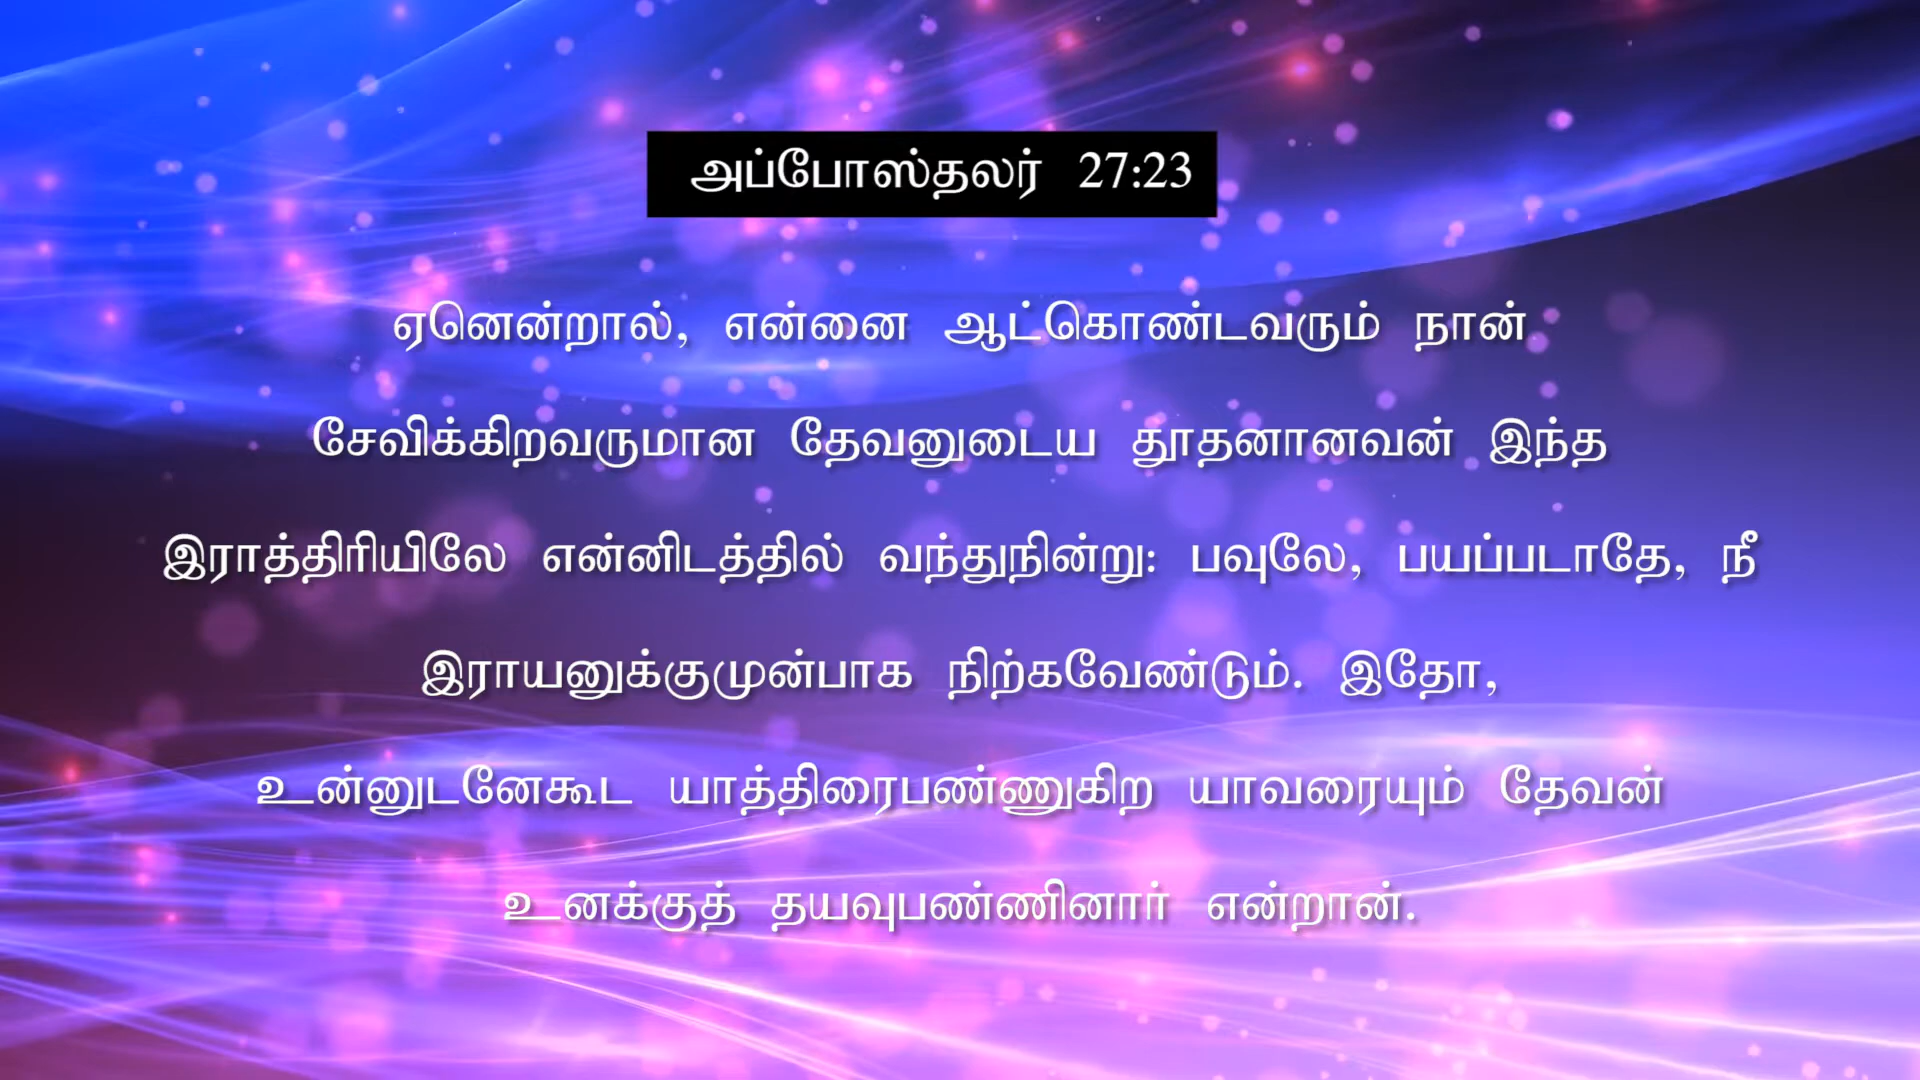 அப்போஸ்தலர் 27:23
ஏனென்றால், என்னை ஆட்கொண்டவரும் நான்
சேவிக்கிறவருமான தேவனுடைய தூதனானவன் இந்த
இராத்திரியிலே என்னிடத்தில் வந்துநின்று: பவுலே, பயப்படாதே, நீ
இராயனுக்குமுன்பாக நிற்கவேண்டும். இதோ,
உன்னுடனேகூட யாத்திரைபண்ணுகிற யாவரையும் தேவன்
உனக்குத் தயவுபண்ணினார் என்றான்.